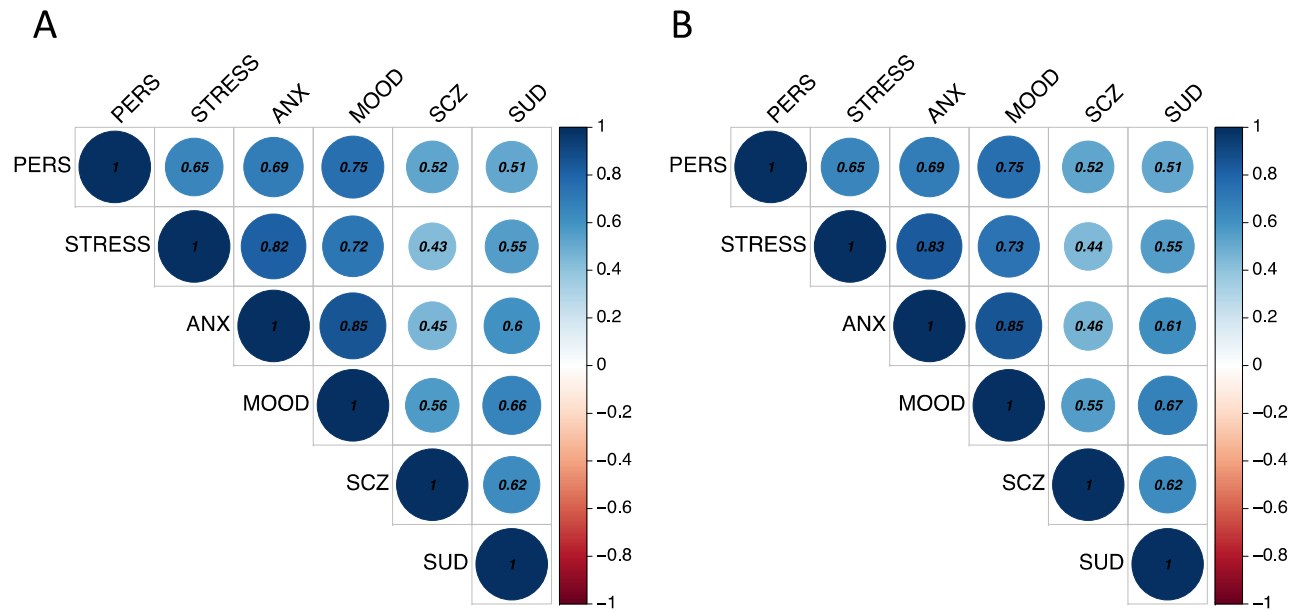 A
PERS STRESS ANX MOOD SCZ SUD
PERS 1 0.65 0.69 0.75 0.52 0.51
STRESS 1 0.82 0.72 0.43 0.55
ANX 1 0.85 0.45 0.6
MOOD 1 0.56 0.66
SCZ 1 0.62
SUD 1
1
0.8
0.6
0.4
0.2
0
−0.2
−0.4
−0.6
−0.8
−1
B
PERS STRESS ANX MOOD SCZ SUD
PERS 1 0.65 0.69 0.75 0.52 0.51
STRESS 1 0.83 0.73 0.44 0.55
ANX 1 0.85 0.46 0.61
MOOD 1 0.55 0.67
SCZ 1 0.62
SUD 1
1
0.8
0.6
0.4
0.2
0
−0.2
−0.4
−0.6
−0.8
−1